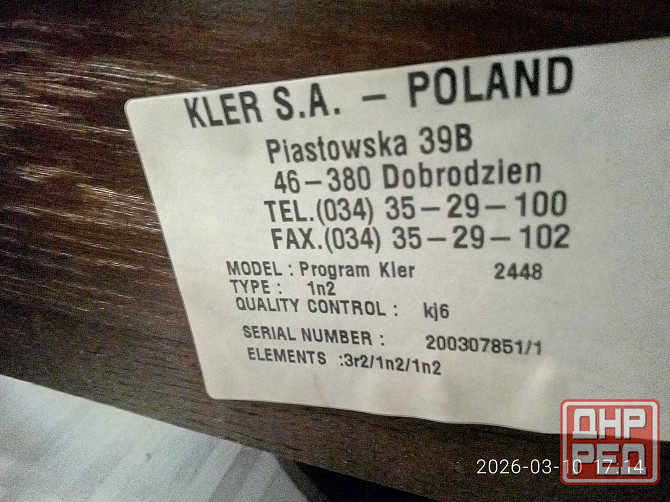 KLER S.A. – POLAND
Piastowska 39B
46–380 Dobrodzien
TEL.(034) 35–29–100
FAX.(034) 35–29–102
MODEL : Program Kler 2448
TYPE : 1n2
QUALITY CONTROL : kj6
SERIAL NUMBER : 200307851/1
ELEMENTS :3r2/1n2/1n2
ДНР
РЕД
2026-03-10 17:14